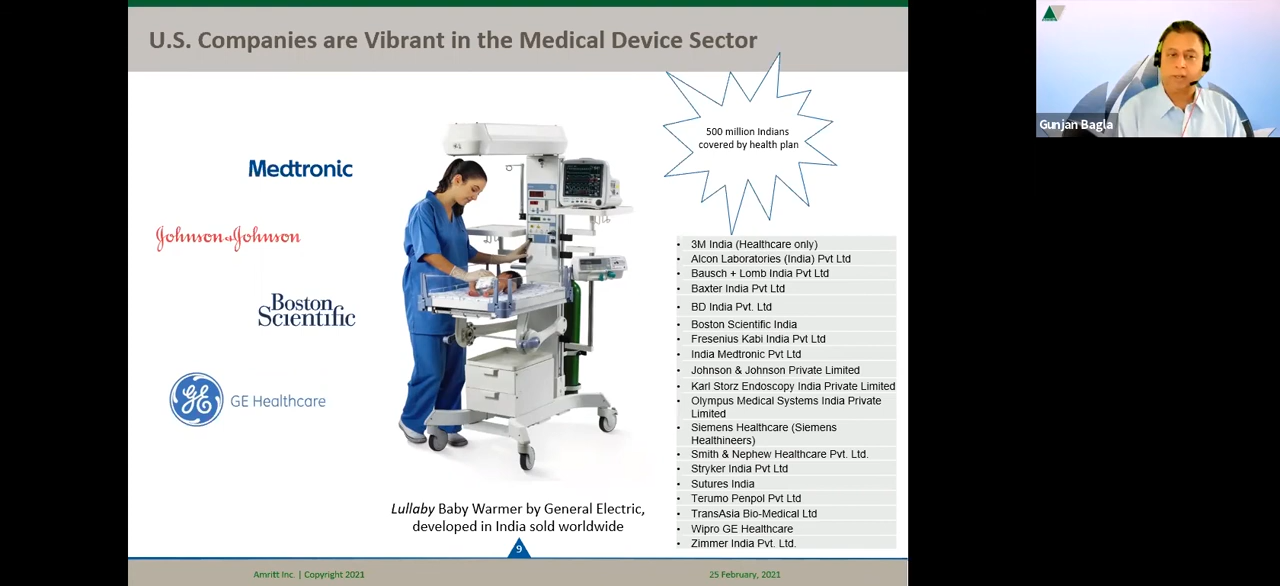 U.S. Companies are Vibrant in the Medical Device Sector
Gunjan Bagla
500 million Indians
covered by health plan
Medtronic
Johnson & Johnson
Boston
Scientific
GE Healthcare
• 3M India (Healthcare only)
• Alcon Laboratories (India) Pvt Ltd
• Bausch + Lomb India Pvt Ltd
• Baxter India Pvt Ltd
• BD India Pvt. Ltd
• Boston Scientific India
• Fresenius Kabi India Pvt Ltd
• India Medtronic Pvt Ltd
• Johnson & Johnson Private Limited
• Karl Storz Endoscopy India Private Limited
• Olympus Medical Systems India Private
Limited
• Siemens Healthcare (Siemens
Healthineers)
• Smith & Nephew Healthcare Pvt. Ltd.
• Stryker India Pvt Ltd
• Sutures India
• Terumo Penpol Pvt Ltd
• TransAsia Bio-Medical Ltd
• Wipro GE Healthcare
• Zimmer India Pvt. Ltd.
Lullaby Baby Warmer by General Electric,
developed in India sold worldwide
9
Amritt Inc. | Copyright 2021
25 February, 2021